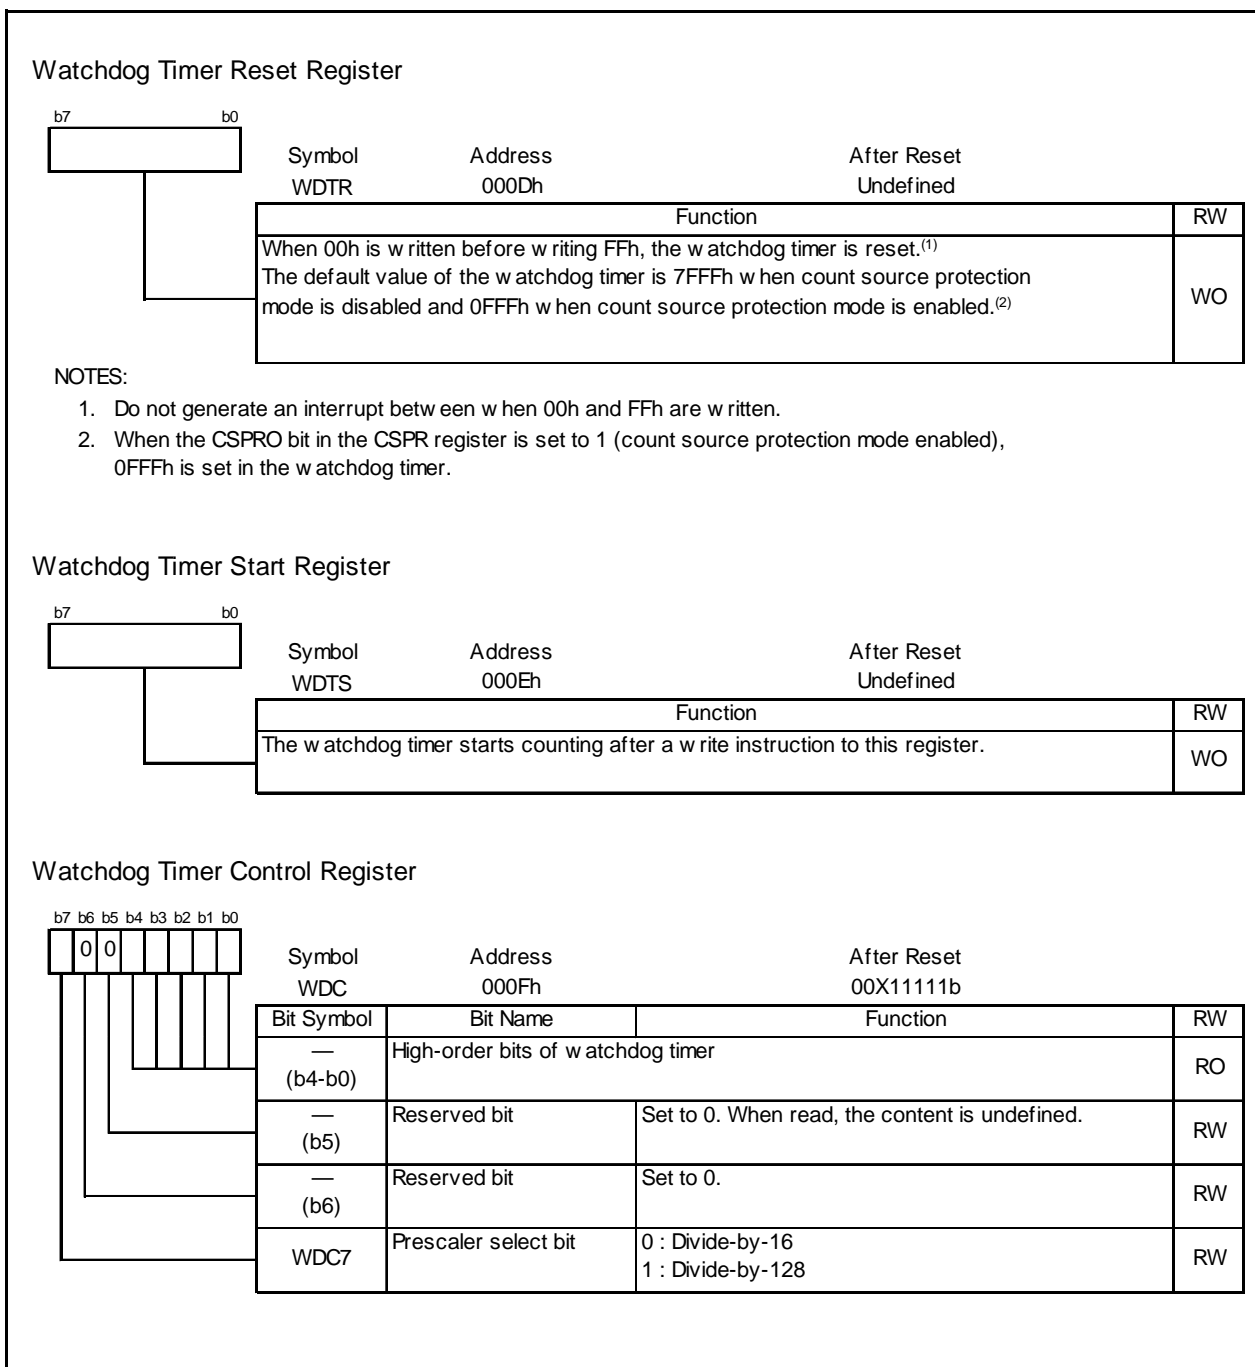 Watchdog Timer Reset Register
b7 b0
Symbol Address After Reset
WDTR 000Dh Undefined
Function RW
When 00h is written before writing FFh, the watchdog timer is reset.(1)
The default value of the watchdog timer is 7FFFh when count source protection
mode is disabled and 0FFFh when count source protection mode is enabled.(2)
WO
NOTES:
1. Do not generate an interrupt between when 00h and FFh are written.
2. When the CSPRO bit in the CSPR register is set to 1 (count source protection mode enabled),
0FFFh is set in the watchdog timer.
Watchdog Timer Start Register
b7 b0
Symbol Address After Reset
WDTS 000Eh Undefined
Function RW
The watchdog timer starts counting after a write instruction to this register.
WO
Watchdog Timer Control Register
b7 b6 b5 b4 b3 b2 b1 b0
0 0
Symbol Address After Reset
WDC 000Fh 00X11111b
Bit Symbol Bit Name Function RW
—
(b4-b0)
High-order bits of watchdog timer
RO
—
(b5)
Reserved bit Set to 0. When read, the content is undefined.
RW
—
(b6)
Reserved bit Set to 0.
RW
WDC7
Prescaler select bit 0 : Divide-by-16
1 : Divide-by-128
RW